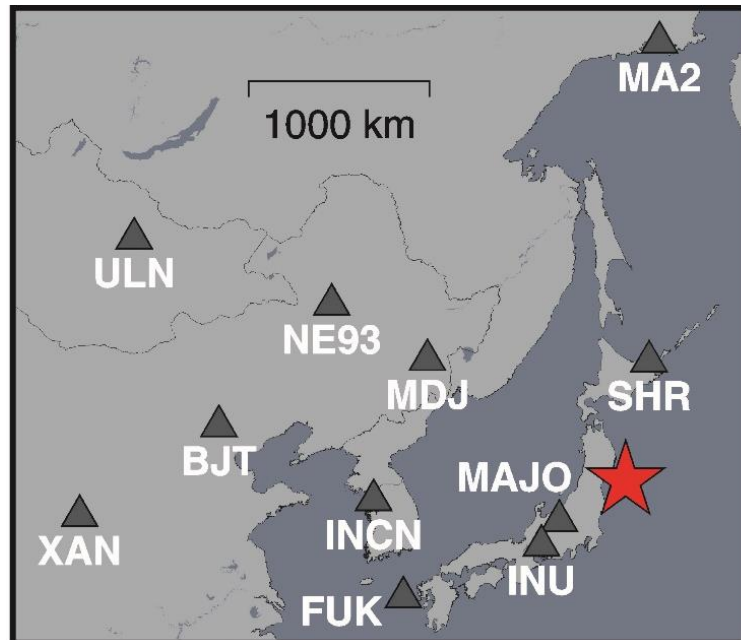 MA2
1000 km
ULN
NE93
MDJ
SHR
BJT
MAJO
XAN
INCN
INU
FUK